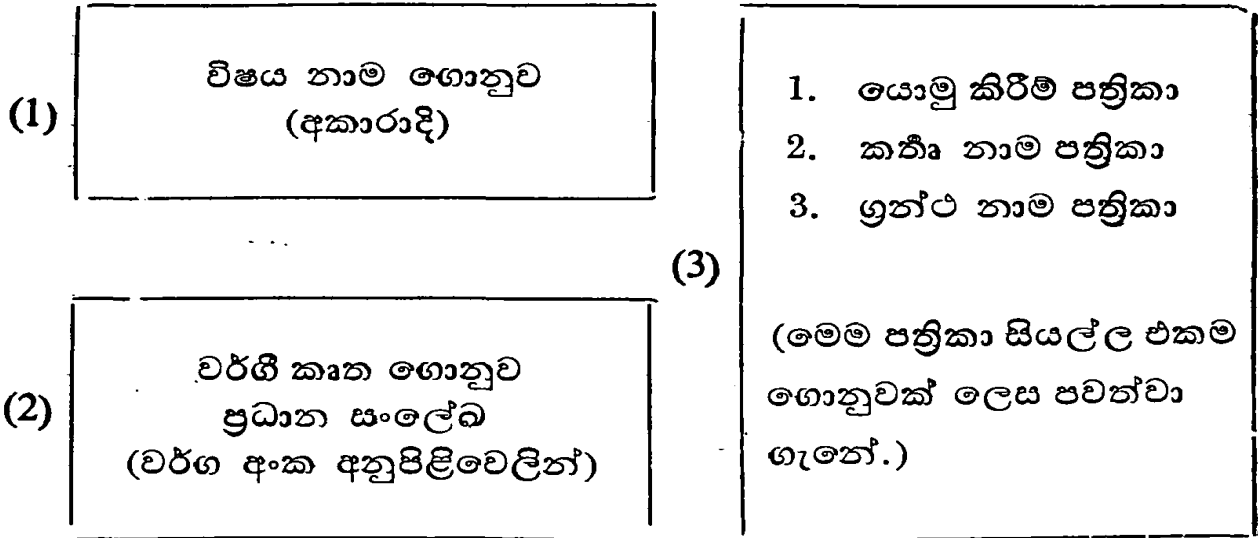 (1)
විෂය නාම ගොනුව
(අකාරාදි)
(2)
වර්ගී කෘත ගොනුව
ප්‍රධාන සංලේඛ
(වර්ග අංක අනුපිළිවෙලින්)
(3)
1. යොමු කිරීම් පත්‍රිකා
2. කර්තෘ නාම පත්‍රිකා
3. ග්‍රන්ථ නාම පත්‍රිකා
(මෙම පත්‍රිකා සියල්ල එකම
ගොනුවක් ලෙස පවත්වා
ගැනේ.)